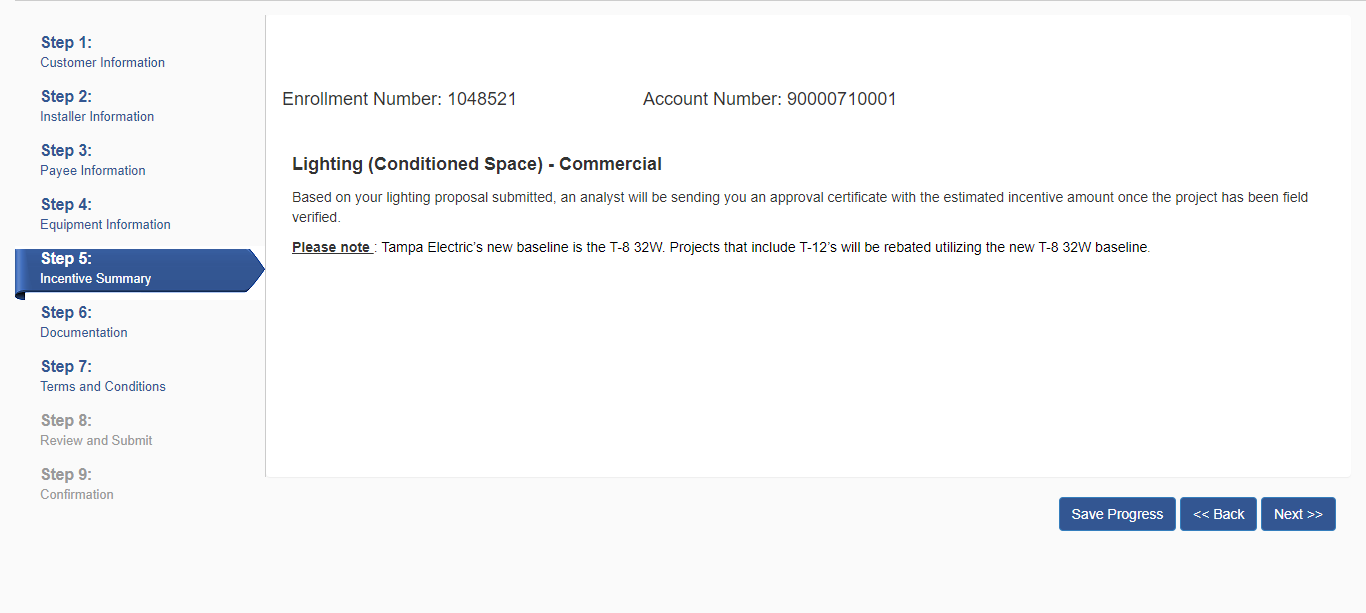 Step 1:
Customer Information
Step 2:
Installer Information
Step 3:
Payee Information
Step 4:
Equipment Information
Step 5:
Incentive Summary
Step 6:
Documentation
Step 7:
Terms and Conditions
Step 8:
Review and Submit
Step 9:
Confirmation
Enrollment Number: 1048521 Account Number: 90000710001
Lighting (Conditioned Space) - Commercial
Based on your lighting proposal submitted, an analyst will be sending you an approval certificate with the estimated incentive amount once the project has been field
verified.
Please note : Tampa Electric’s new baseline is the T-8 32W. Projects that include T-12’s will be rebated utilizing the new T-8 32W baseline.
Save Progress << Back Next >>